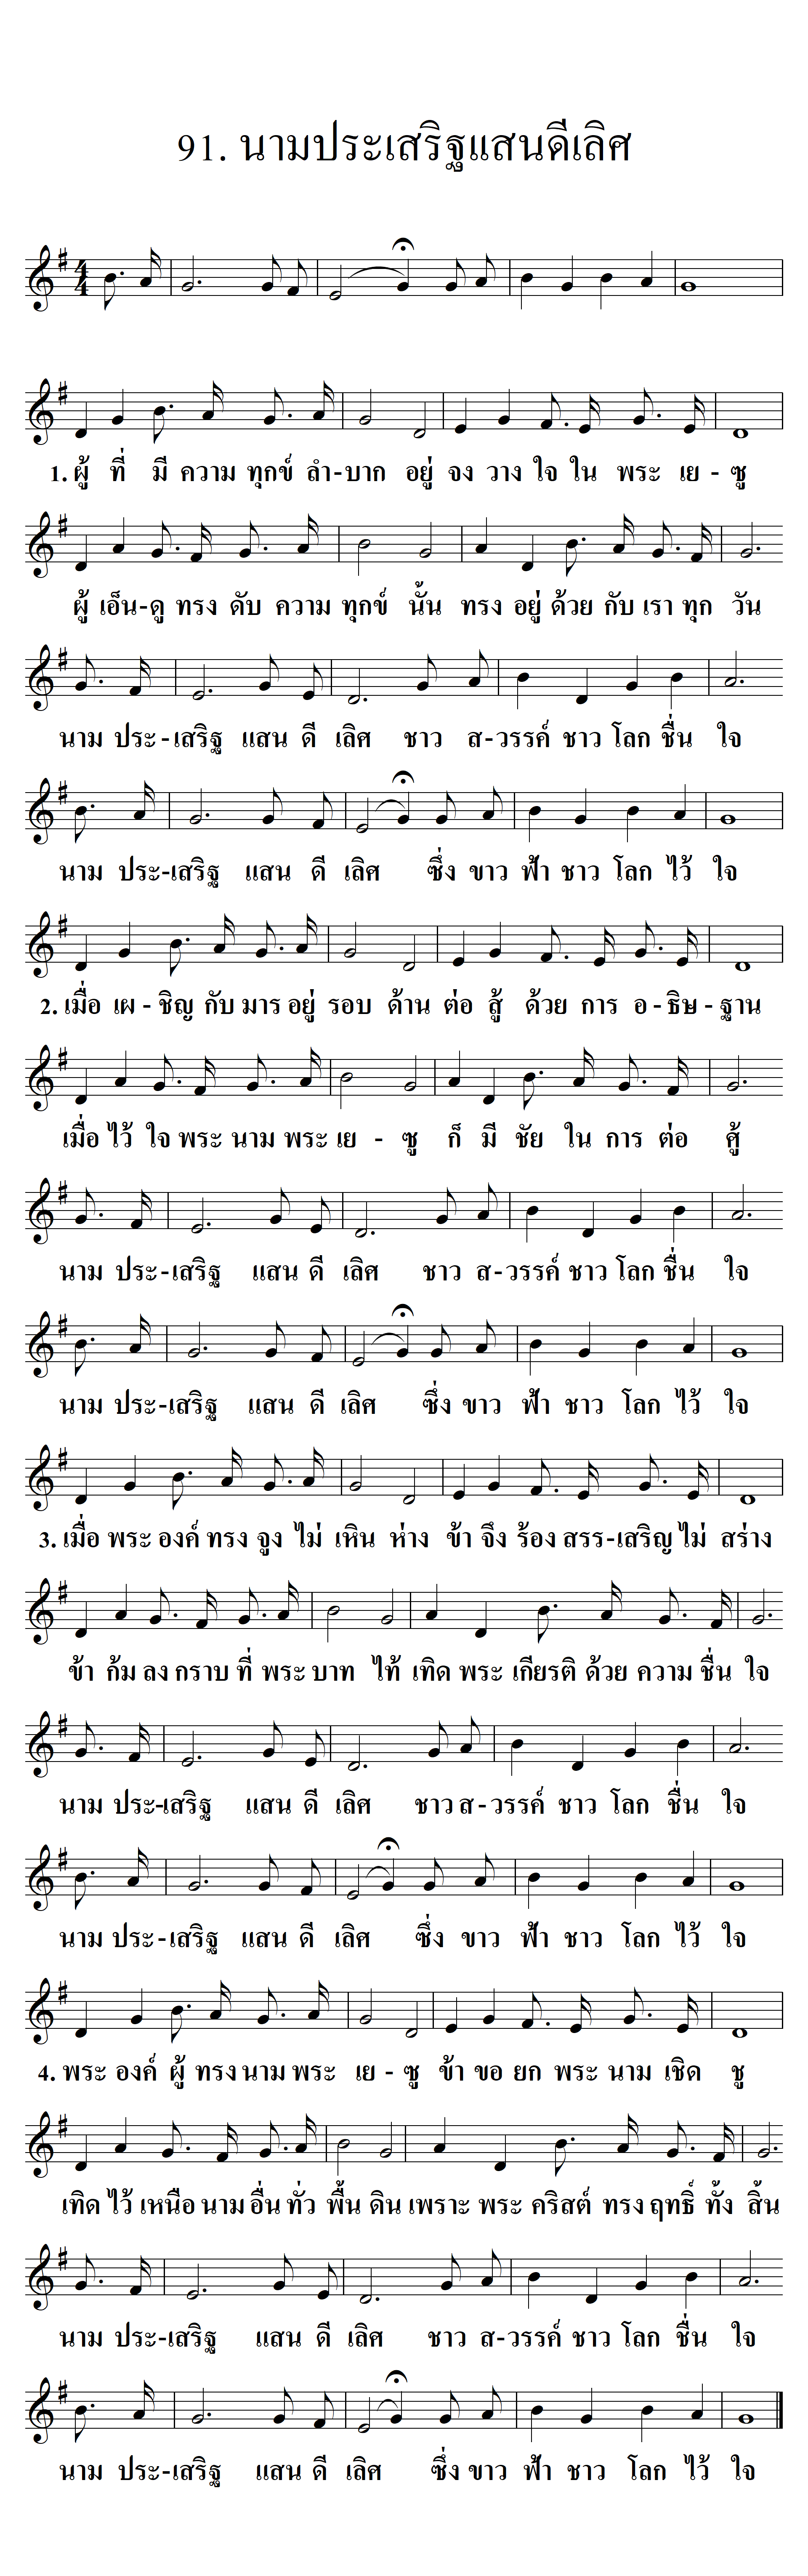 91. นามประเสริฐแสนดีเลิศ
1. ผู้ ที่ มี ความ ทุกข์ ลำ-บาก อยู่ จง วาง ใจ ใน พระ เย - ซู
ผู้ เอ็น-ดู ทรง ดับ ความ ทุกข์ นั้น ทรง อยู่ ด้วย กับ เรา ทุก วัน
นาม ประ-เสริฐ แสน ดี เลิศ ชาว ส-วรรค์ ชาว โลก ชื่น ใจ
นาม ประ-เสริฐ แสน ดี เลิศ ซึ่ง ขาว ฟ้า ชาว โลก ไว้ ใจ
2. เมื่อ เผ - ชิญ กับ มาร อยู่ รอบ ด้าน ต่อ สู้ ด้วย การ อ - ธิษ - ฐาน
เมื่อ ไว้ ใจ พระ นาม พระ เย - ซู ก็ มี ชัย ใน การ ต่อ ศู้
นาม ประ-เสริฐ แสน ดี เลิศ ชาว ส-วรรค์ ชาว โลก ชื่น ใจ
นาม ประ-เสริฐ แสน ดี เลิศ ซึ่ง ขาว ฟ้า ชาว โลก ไว้ ใจ
3. เมื่อ พระ องค์ ทรง จูง ไม่ เหิน ห่าง ข้า จึง ร้อง สรร-เสริญ ไม่ สร่าง
ข้า ก้ม ลง กราบ ที่ พระ บาท ไท้ เทิด พระ เกียรติ ด้วย ความ ชื่น ใจ
นาม ประ-เสริฐ แสน ดี เลิศ ชาว ส-วรรค์ ชาว โลก ชื่น ใจ
นาม ประ-เสริฐ แสน ดี เลิศ ซึ่ง ขาว ฟ้า ชาว โลก ไว้ ใจ
4. พระ องค์ ผู้ ทรง นาม พระ เย - ซู ข้า ขอ ยก พระ นาม เชิด ชู
เทิด ไว้ เหนือ นาม อื่น ทั่ว พื้น ดิน เพราะ พระ คริสต์ ทรง ฤทธิ์ ทั้ง สิ้น
นาม ประ-เสริฐ แสน ดี เลิศ ชาว ส-วรรค์ ชาว โลก ชื่น ใจ
นาม ประ-เสริฐ แสน ดี เลิศ ซึ่ง ขาว ฟ้า ชาว โลก ไว้ ใจ